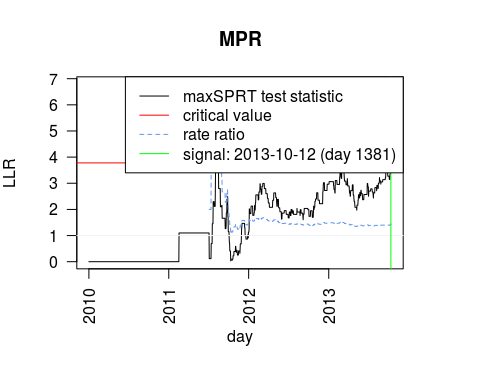 MPR
7
6
5
4
3
2
1
0
LLR
maxSPRT test statistic
critical value
rate ratio
signal: 2013-10-12 (day 1381)
2010
2011
2012
2013
day